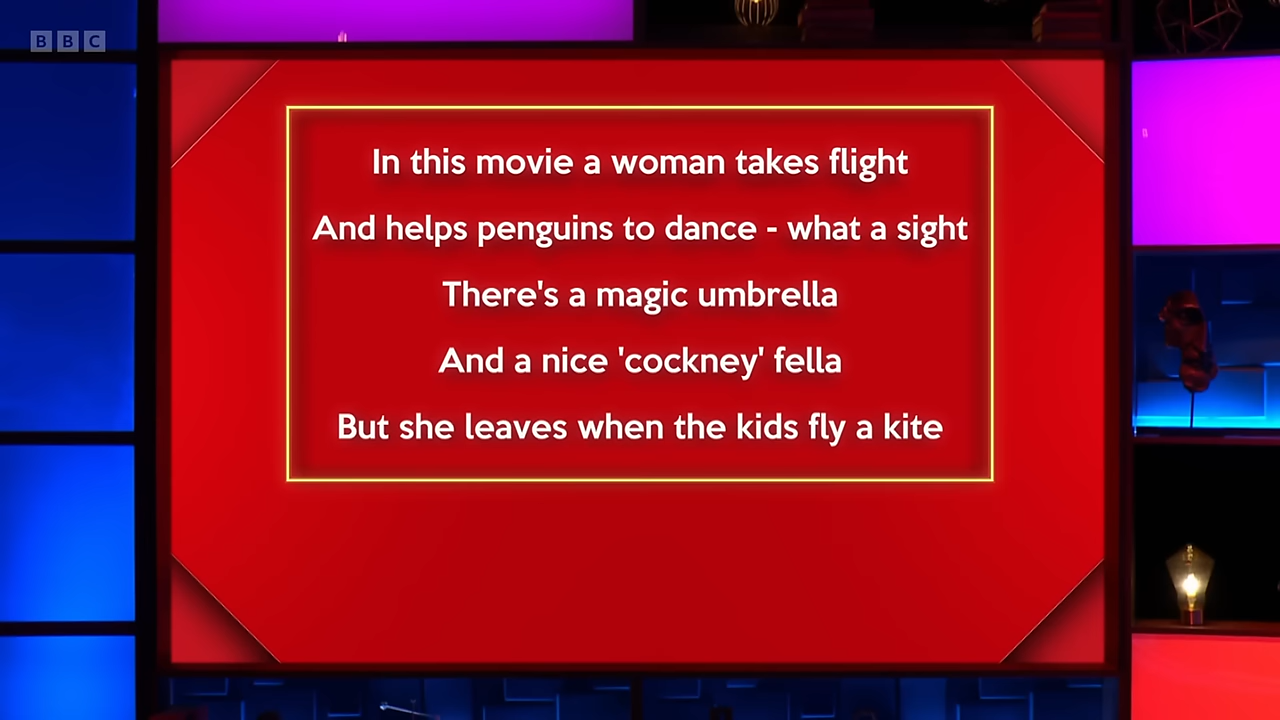 BBC
In this movie a woman takes flight
And helps penguins to dance - what a sight
There's a magic umbrella
And a nice 'cockney' fella
But she leaves when the kids fly a kite